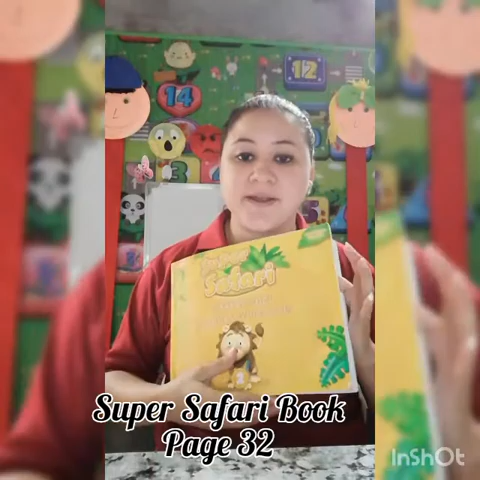 12
14
3
Super
Safari
Super Safari Book
Page 32
InShOt